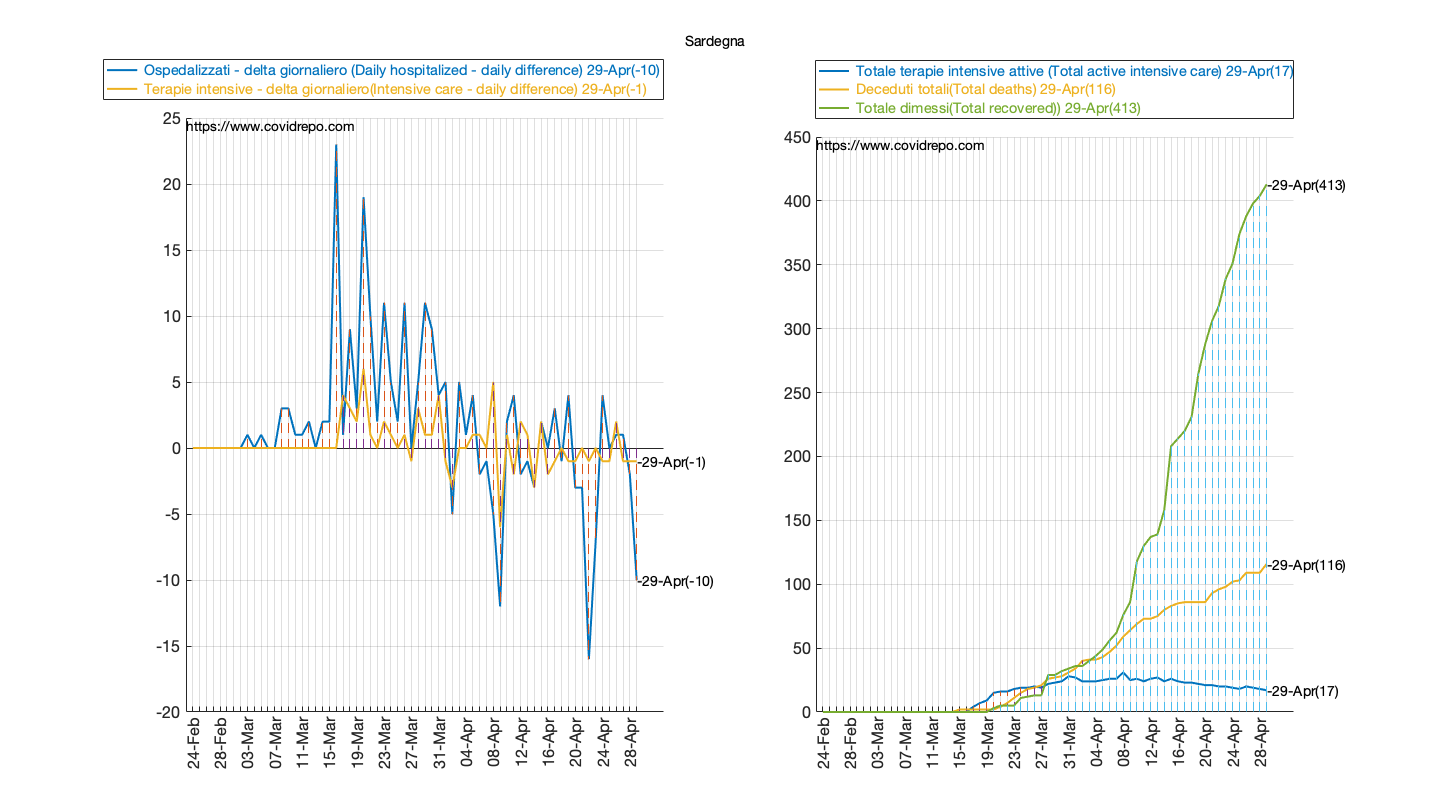 Sardegna
Ospedalizzati - delta giornaliero (Daily hospitalized - daily difference) 29-Apr(-10)
Terapie intensive - delta giornaliero(Intensive care - daily difference) 29-Apr(-1)
https://www.covidrepo.com
25
20
15
10
5
0
-5
-10
-15
-20
-29-Apr(-1)
-29-Apr(-10)
24-Feb
28-Feb
03-Mar
07-Mar
11-Mar
15-Mar
19-Mar
23-Mar
27-Mar
31-Mar
04-Apr
08-Apr
12-Apr
16-Apr
20-Apr
24-Apr
28-Apr
Totale terapie intensive attive (Total active intensive care) 29-Apr(17)
Deceduti totali(Total deaths) 29-Apr(116)
Totale dimessi(Total recovered)) 29-Apr(413)
https://www.covidrepo.com
450
400
350
300
250
200
150
100
50
0
-29-Apr(413)
-29-Apr(116)
-29-Apr(17)
24-Feb
28-Feb
03-Mar
07-Mar
11-Mar
15-Mar
19-Mar
23-Mar
27-Mar
31-Mar
04-Apr
08-Apr
12-Apr
16-Apr
20-Apr
24-Apr
28-Apr